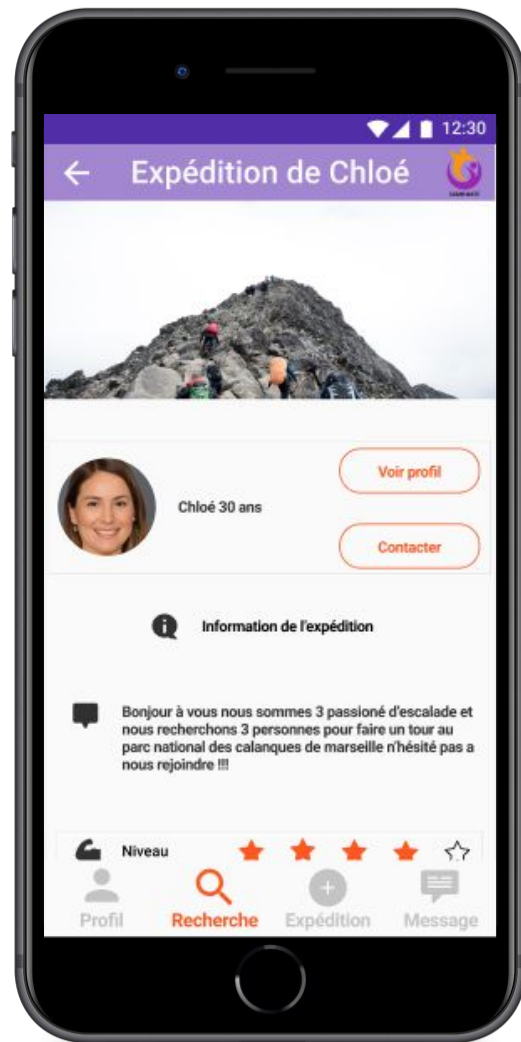 12:30
Expédition de Chloé
Voir profil
Chloé 30 ans
Contacter
Information de l'expédition
Bonjour à vous nous sommes 3 passioné d'escalade et
nous recherchons 3 personnes pour faire un tour au
parc national des calanques de marseille n'hésité pas a
nous rejoindre !!!
Niveau
Profil
Recherche
Expédition
Message